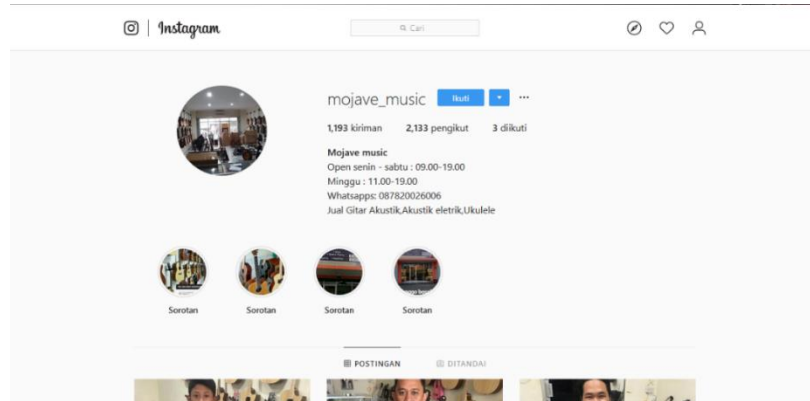 Instagram
Cari
mojave_music Ikuti
1,193 kiriman 2,133 pengikut 3 diikuti
Mojave music
Open senin - sabtu : 09.00-19.00
Minggu : 11.00-19.00
Whatsapps: 087820026006
Jual Gitar Akustik,Akustik eletrik,Ukulele
Sorotan Sorotan Sorotan Sorotan
POSTINGAN DITANDAI